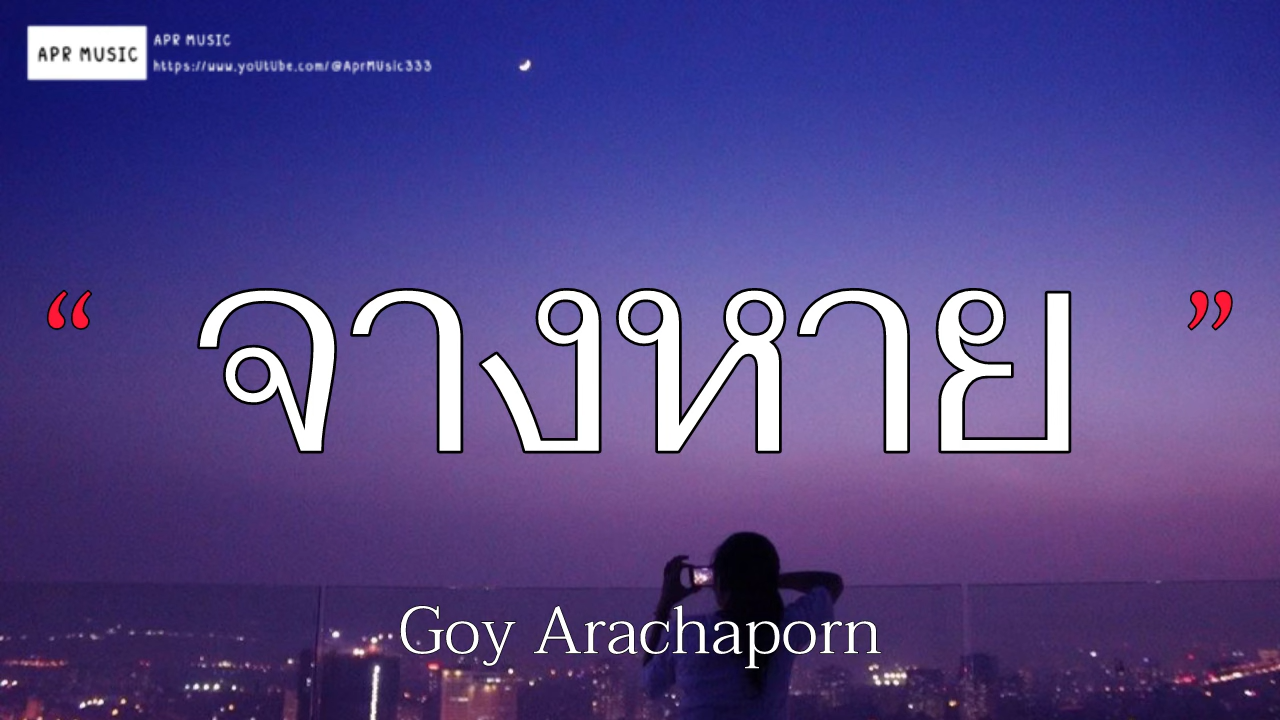 APR MUSIC
APR MUSIC
https://www.yoUtUbe.com/@AprMUsic333
“ จางหาย ”
Goy Arachaporn